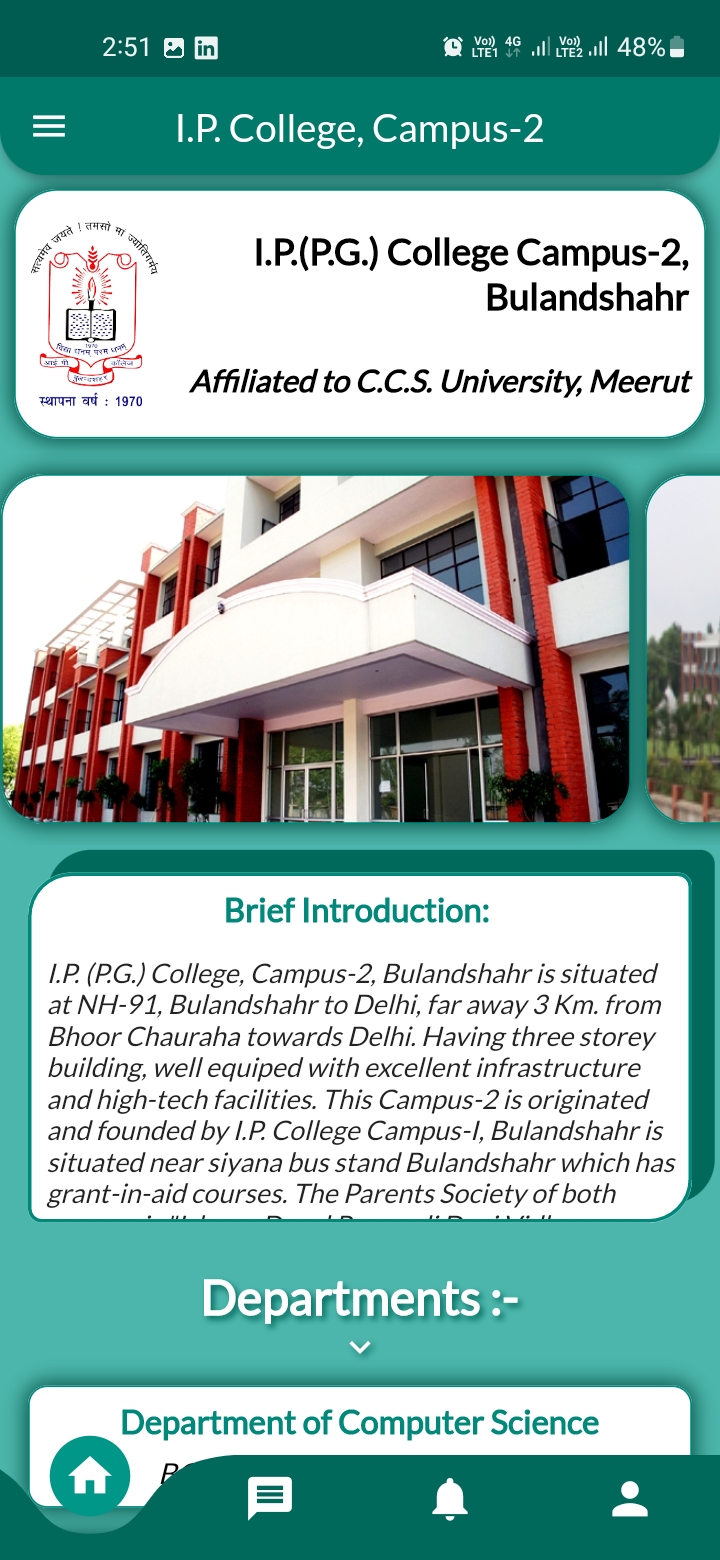 2:51
Vo)) LTE1 4G Vo)) LTE2 48%
I.P. College, Campus-2
सत्यमेव जयते ! तमसो मां ज्योतिर्गमय
I.P.(P.G.) College Campus-2,
Bulandshahr
1970
विद्या धनम् परम धनम्
आई पी कॉलेज
बुलन्दशहर
स्थापना वर्ष : 1970
Affiliated to C.C.S. University, Meerut
Brief Introduction:
I.P. (P.G.) College, Campus-2, Bulandshahr is situated
at NH-91, Bulandshahr to Delhi, far away 3 Km. from
Bhoor Chauraha towards Delhi. Having three storey
building, well equiped with excellent infrastructure
and high-tech facilities. This Campus-2 is originated
and founded by I.P. College Campus-I, Bulandshahr is
situated near siyana bus stand Bulandshahr which has
grant-in-aid courses. The Parents Society of both
Departments :-
Department of Computer Science